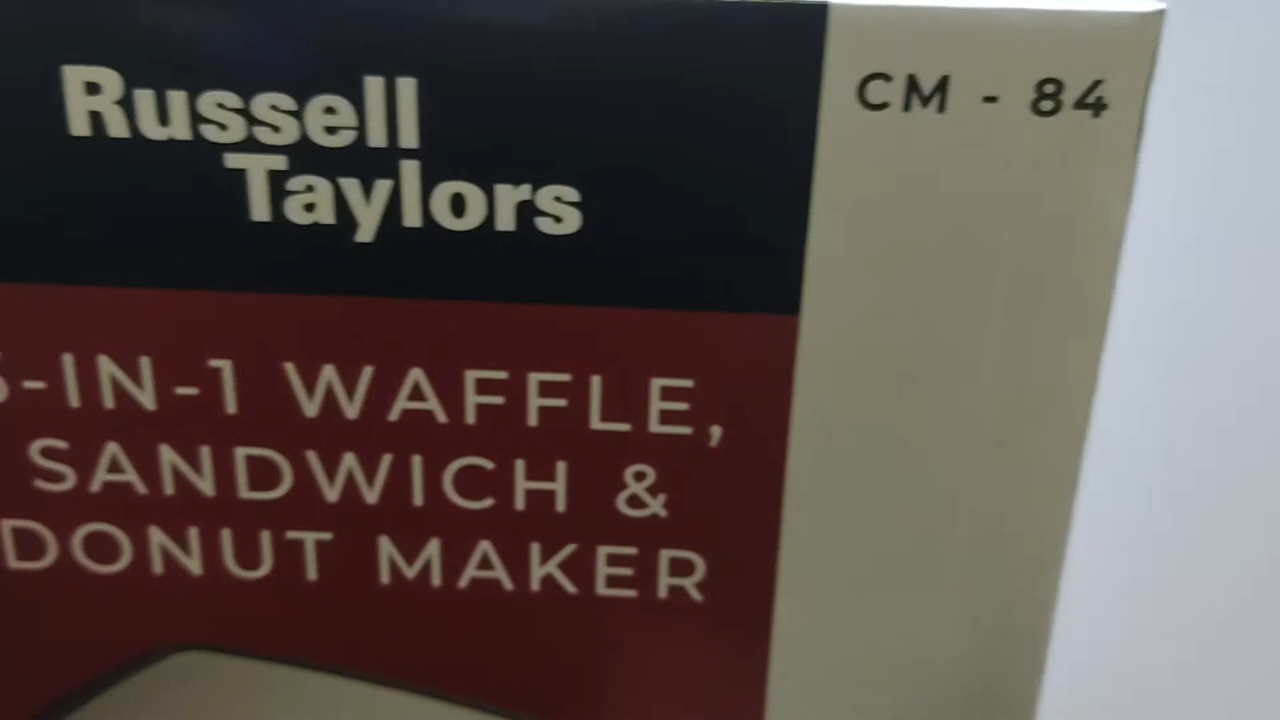 Russell
Taylors
CM - 84
-IN-1 WAFFLE,
SANDWICH &
DONUT MAKER